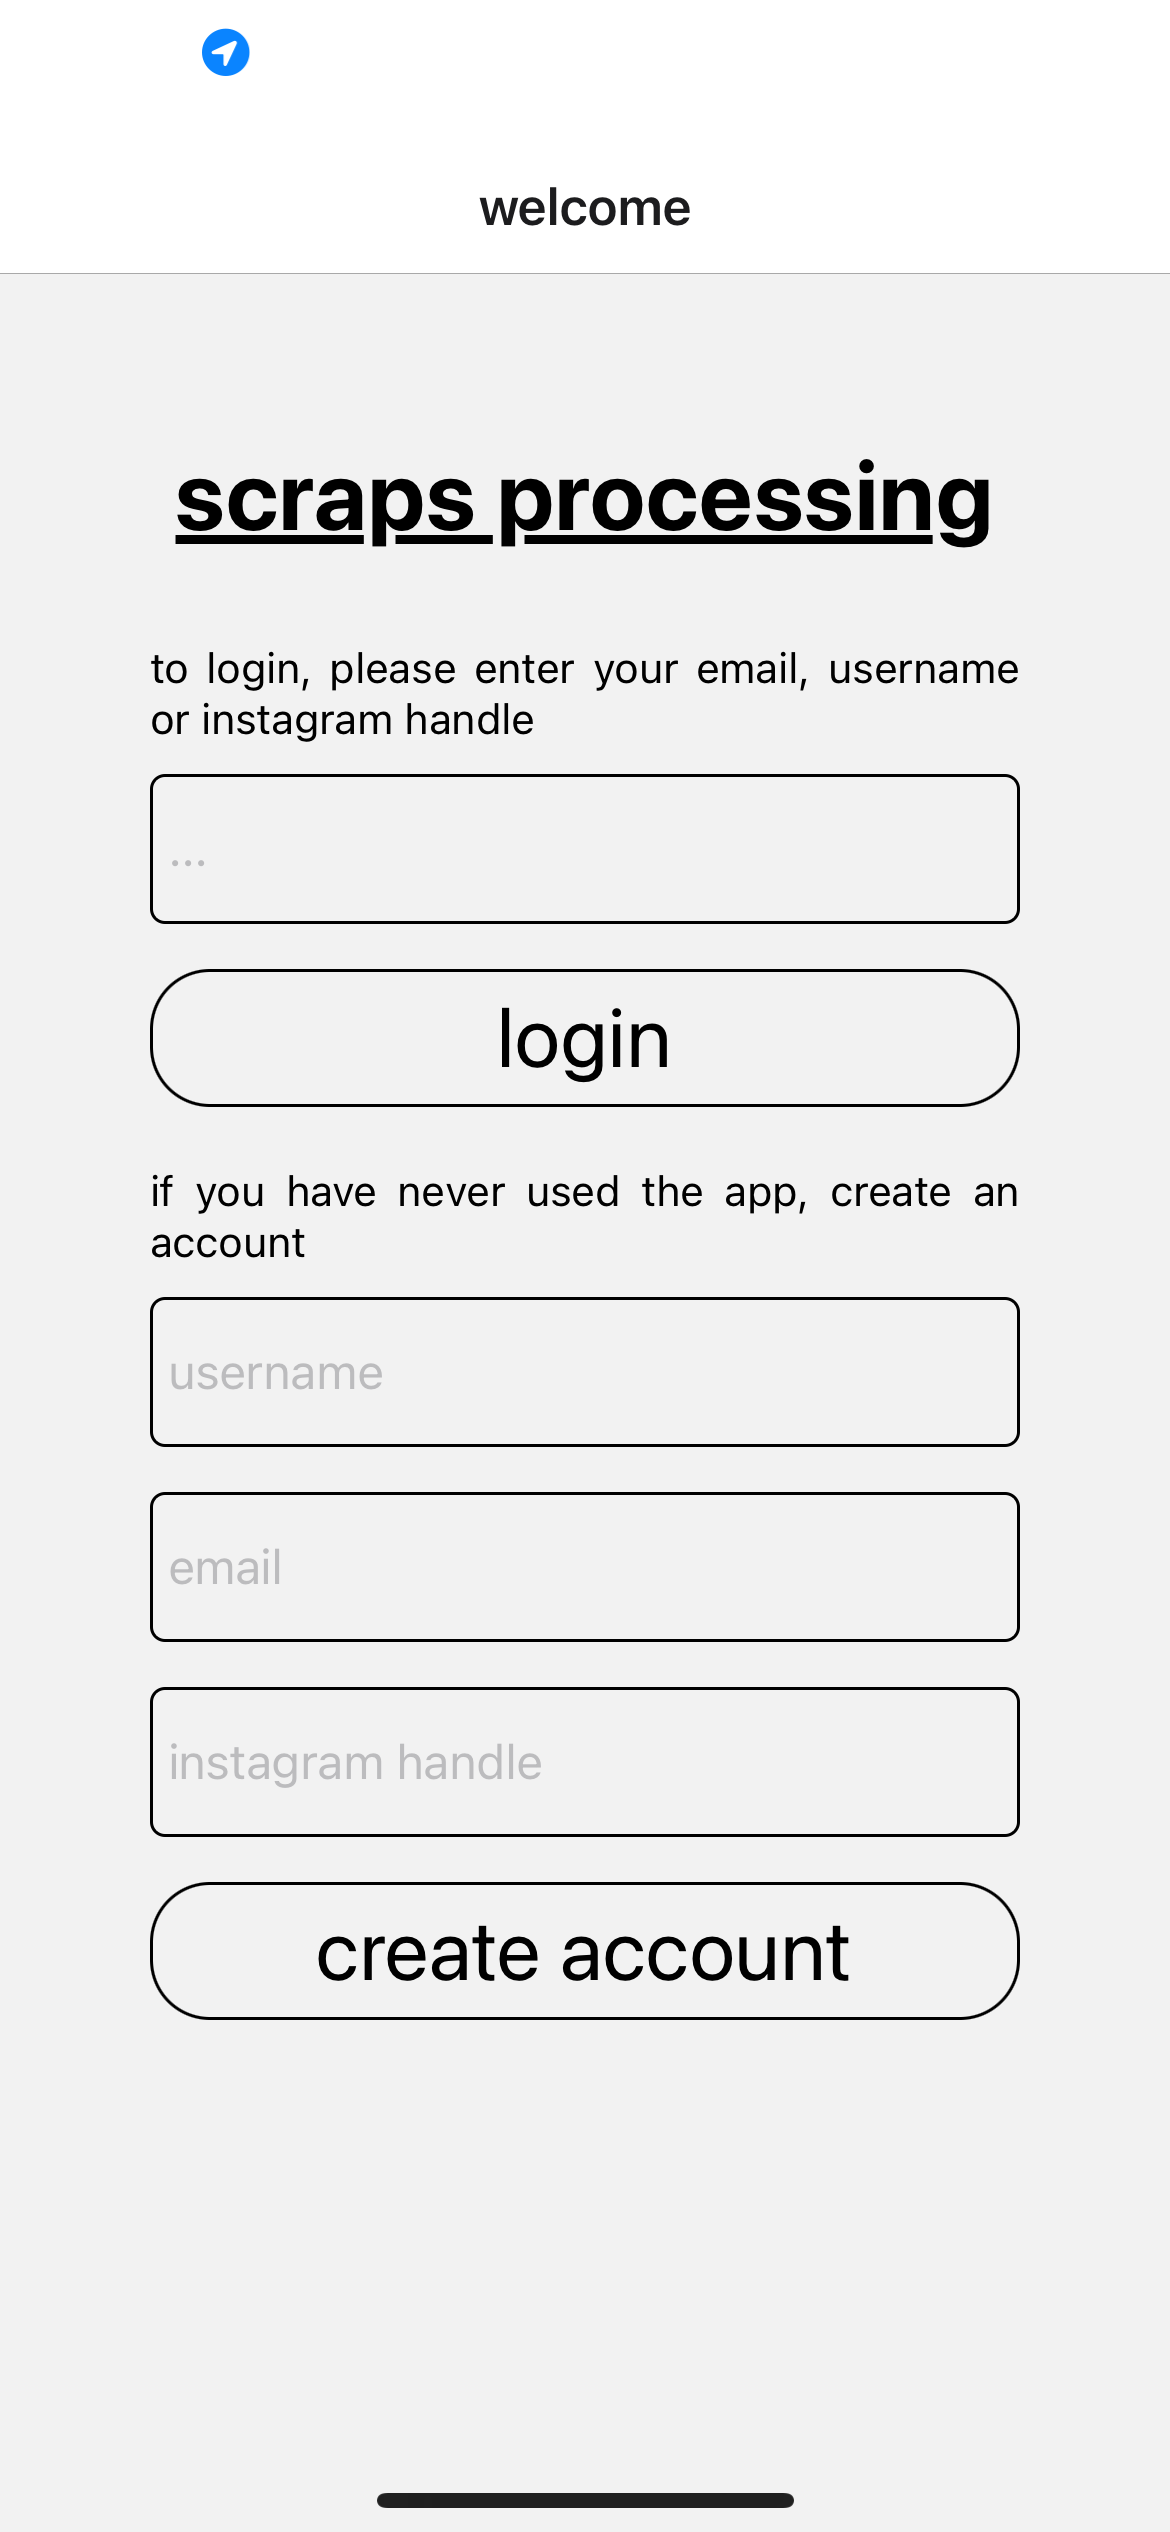 welcome
scraps processing
to login, please enter your email, username
or instagram handle
...
login
if you have never used the app, create an
account
username
email
instagram handle
create account